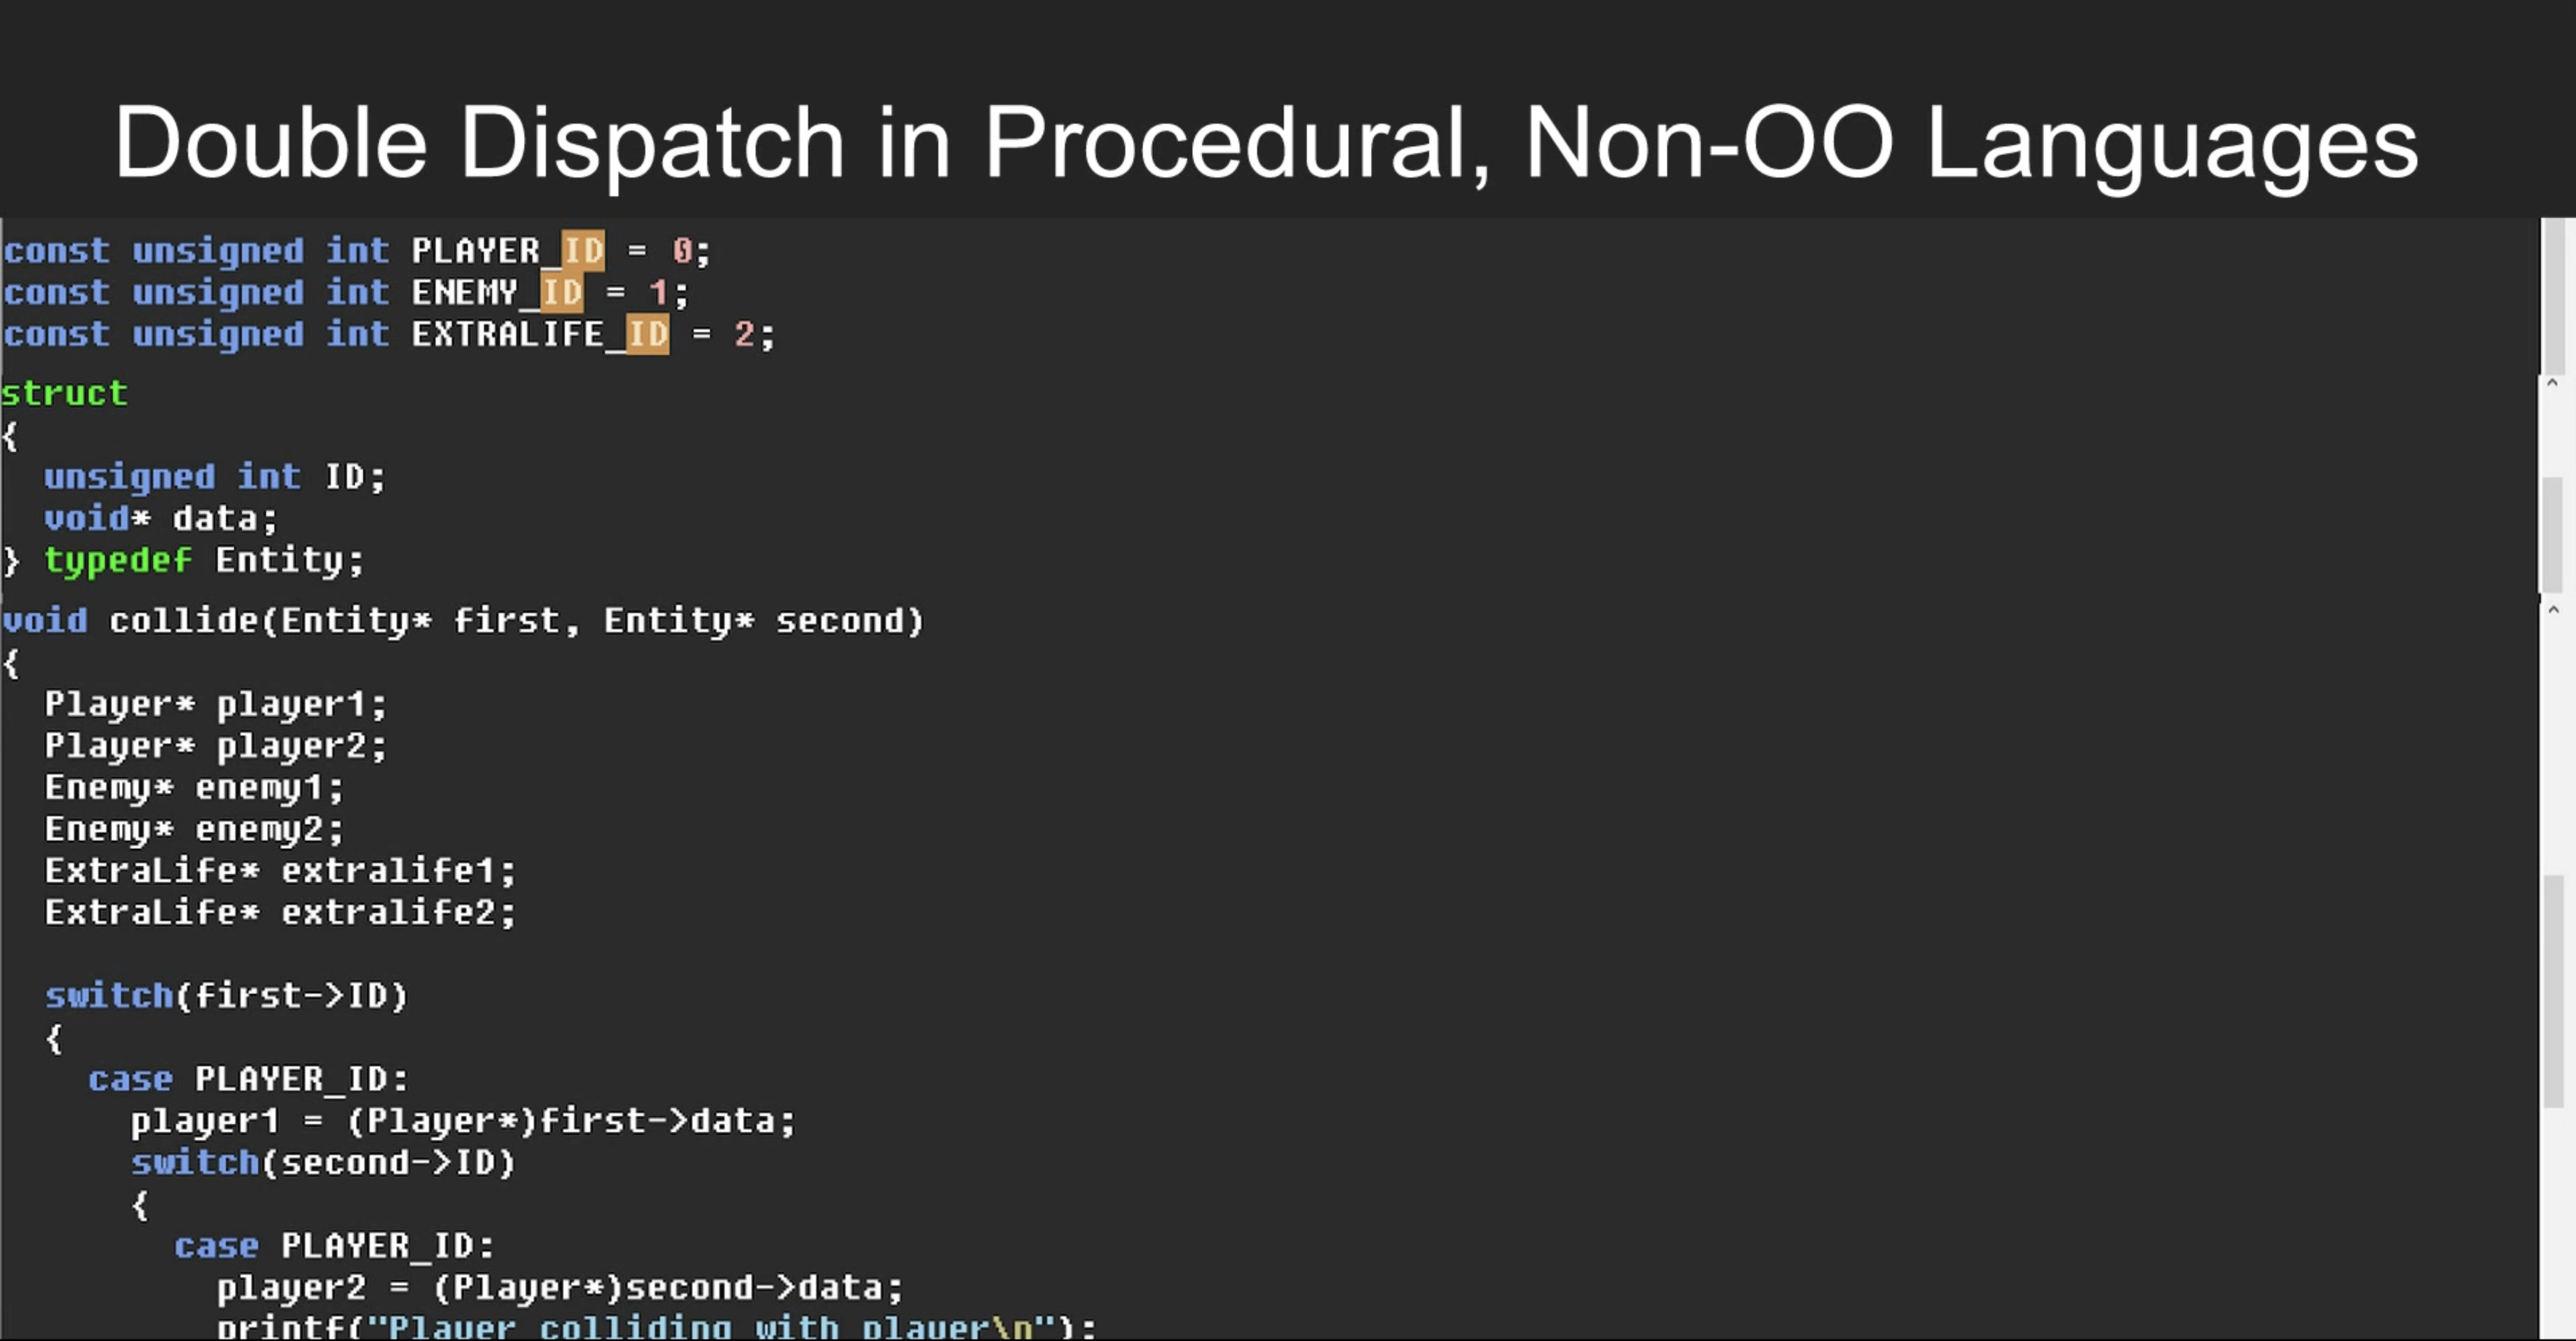 Double Dispatch in Procedural, Non-OO Languages
const unsigned int PLAYER_ID = 0;
const unsigned int ENEMY_ID = 1;
const unsigned int EXTRALIFE_ID = 2;
struct
{
  unsigned int ID;
  void* data;
} typedef Entity;
void collide(Entity* first, Entity* second)
{
  Player* player1;
  Player* player2;
  Enemy* enemy1;
  Enemy* enemy2;
  ExtraLife* extralife1;
  ExtraLife* extralife2;
  switch(first->ID)
  {
    case PLAYER_ID:
      player1 = (Player*)first->data;
      switch(second->ID)
      {
        case PLAYER_ID:
          player2 = (Player*)second->data;
          printf("Player colliding with player\n");